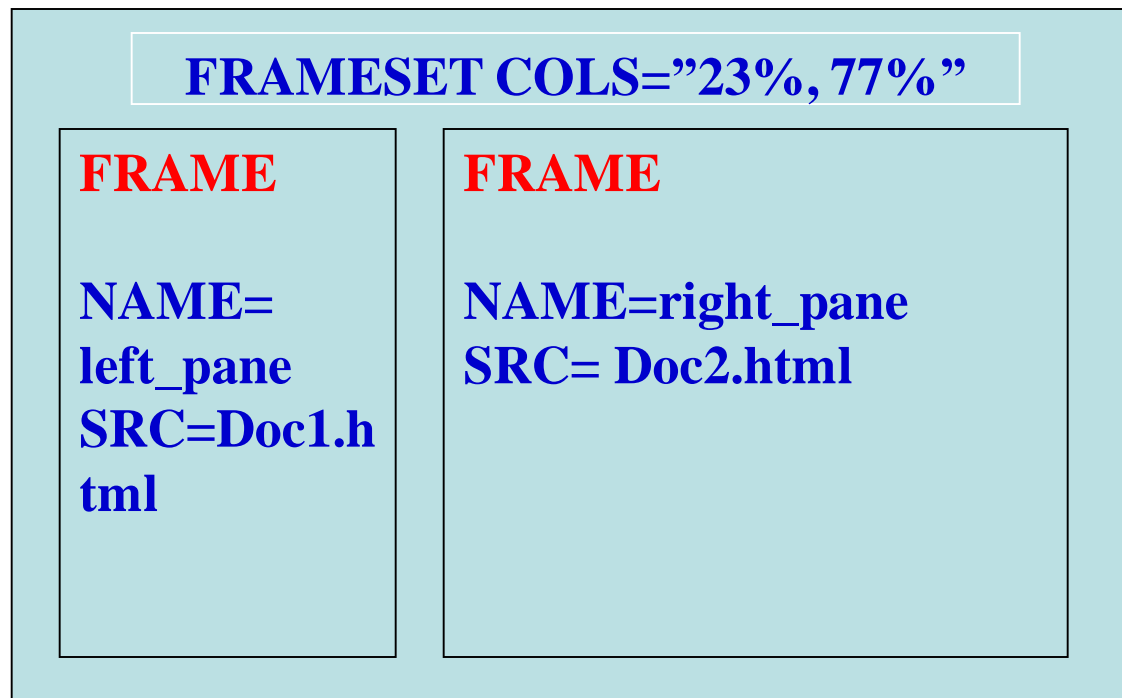 FRAMESET COLS=”23%, 77%”
FRAME
NAME=
left_pane
SRC=Doc1.h
tml
FRAME
NAME=right_pane
SRC= Doc2.html